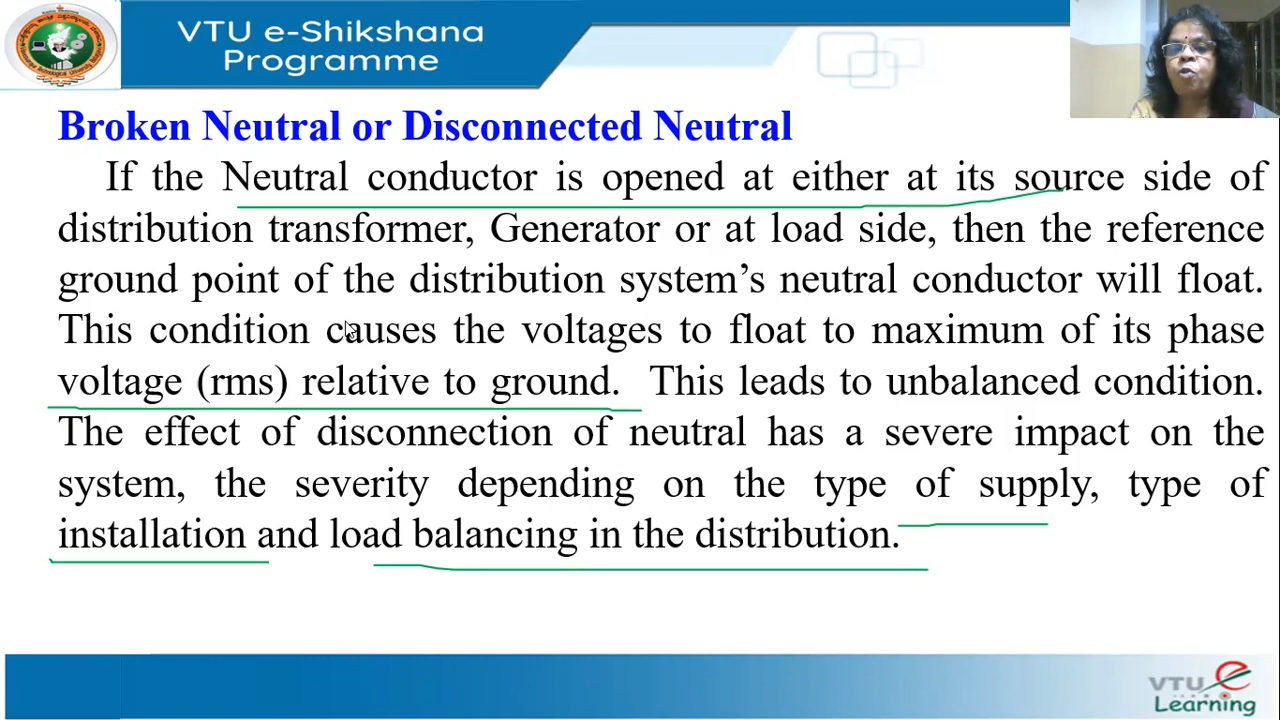 VTU e-Shikshana
Programme
Broken Neutral or Disconnected Neutral
If the Neutral conductor is opened at either at its source side of
distribution transformer, Generator or at load side, then the reference
ground point of the distribution system’s neutral conductor will float.
This condition causes the voltages to float to maximum of its phase
voltage (rms) relative to ground. This leads to unbalanced condition.
The effect of disconnection of neutral has a severe impact on the
system, the severity depending on the type of supply, type of
installation and load balancing in the distribution.
VTU e
Learning